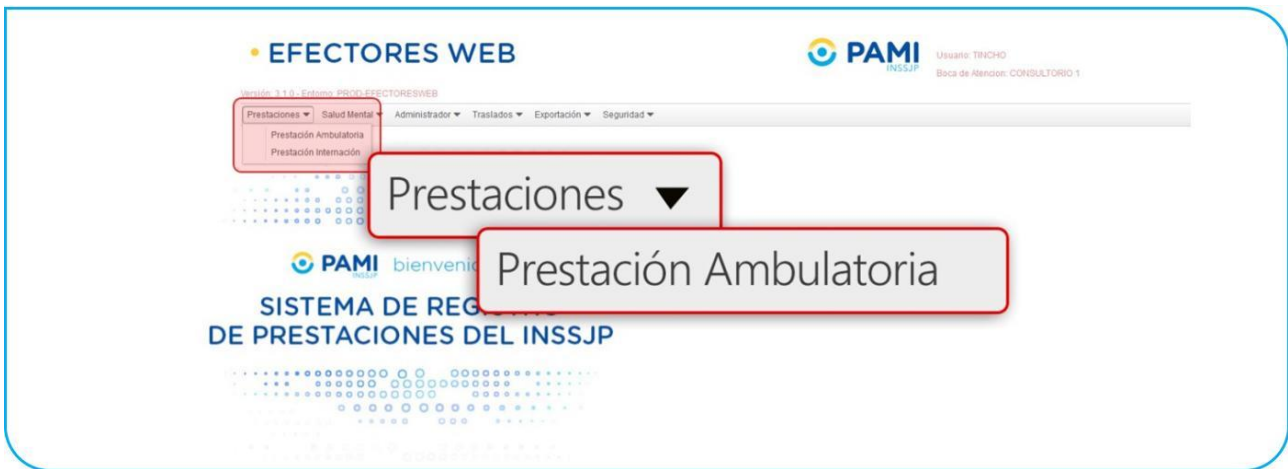 • EFECTORES WEB
PAMI
INSSJP
Usuario: TINCHO
Boca de Atencion: CONSULTORIO 1
Versión: 3.1.0 - Entorno: PROD-EFECTORESWEB
Prestaciones ▼ Salud Mental ▼ Administrador ▼ Traslados ▼ Exportación ▼ Seguridad ▼
Prestación Ambulatoria
Prestación Internación
Prestaciones ▼
Prestación Ambulatoria
PAMI
INSSJP
SISTEMA DE
DE PRESTACIONES DEL INSSJP